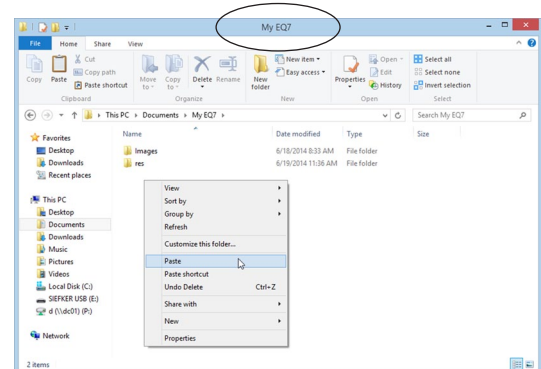 My EQ7
File Home Share View
Copy
Paste
Cut
Copy path
Paste shortcut
Clipboard
Move to
Copy to
Delete
Rename
Organize
New folder
New item
Easy access
New
Properties
Open
Edit
History
Open
Select all
Select none
Invert selection
Select
This PC Documents My EQ7
Search My EQ7
Name Date modified Type Size
Images 6/18/2014 8:33 AM File folder
res 6/19/2014 11:36 AM File folder
Favorites
Desktop
Downloads
Recent places
This PC
Desktop
Documents
Downloads
Music
Pictures
Videos
Local Disk (C:)
SIEFKER USB (E:)
d (\\dc01) (P:)
Network
View
Sort by
Group by
Refresh
Customize this folder...
Paste
Paste shortcut
Undo Delete Ctrl+Z
Share with
New
Properties
2 items